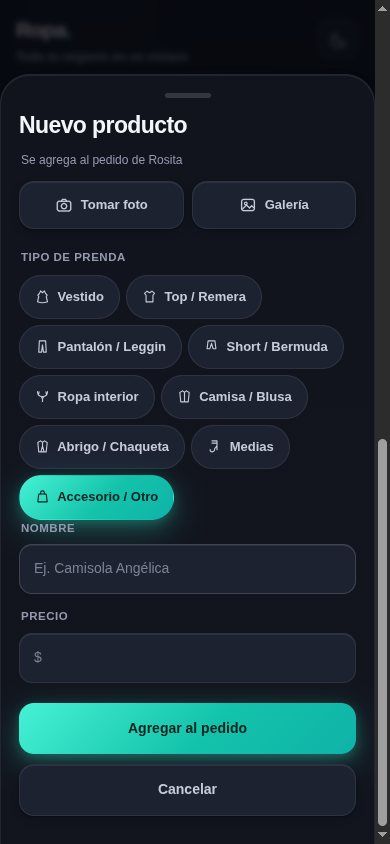 Ropa.
Nuevo producto
Se agrega al pedido de Rosita
Tomar foto
Galería
TIPO DE PRENDA
Vestido
Top / Remera
Pantalón / Leggin
Short / Bermuda
Ropa interior
Camisa / Blusa
Abrigo / Chaqueta
Medias
Accesorio / Otro
NOMBRE
Ej. Camisola Angélica
PRECIO
$
Agregar al pedido
Cancelar